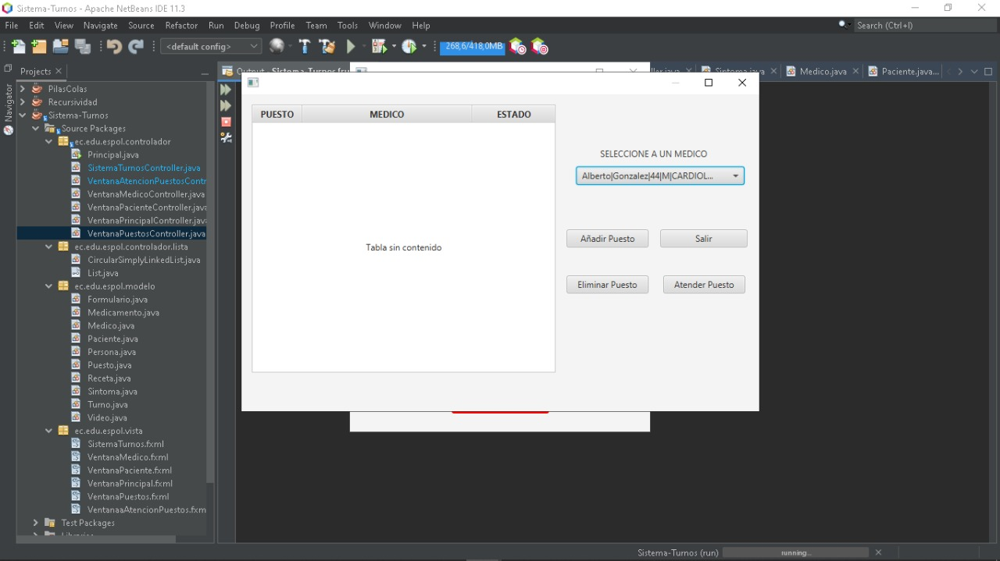 Sistema-Turnos - Apache NetBeans IDE 11.3
File Edit View Navigate Source Refactor Run Debug Profile Team Tools Window Help
Search (Ctrl+I)
<default config>
268,6/418,0MB
Projects
Output - Sistema-Turnos (ru
Sintoma.java
Medico.java
Paciente.java...
Navigator
PilasColas
Recursividad
Sistema-Turnos
Source Packages
ec.edu.espol.controlador
Principal.java
SistemaTurnosController.java
VentanaAtencionPuestosContr
VentanaMedicoController.java
VentanaPacienteController.java
VentanaPrincipalController.java
VentanaPuestosController.java
ec.edu.espol.controlador.lista
CircularSimplyLinkedList.java
List.java
ec.edu.espol.modelo
Formulario.java
Medicamento.java
Medico.java
Paciente.java
Persona.java
Puesto.java
Receta.java
Sintoma.java
Turno.java
Video.java
ec.edu.espol.vista
SistemaTurnos.fxml
VentanaMedico.fxml
VentanaPaciente.fxml
VentanaPrincipal.fxml
VentanaPuestos.fxml
VentanaaAtencionPuestos.fxm
Test Packages
PUESTO MEDICO ESTADO
Tabla sin contenido
SELECCIONE A UN MEDICO
Alberto|Gonzalez|44|M|CARDIOL...
Añadir Puesto Salir
Eliminar Puesto Atender Puesto
Sistema-Turnos (run) running...